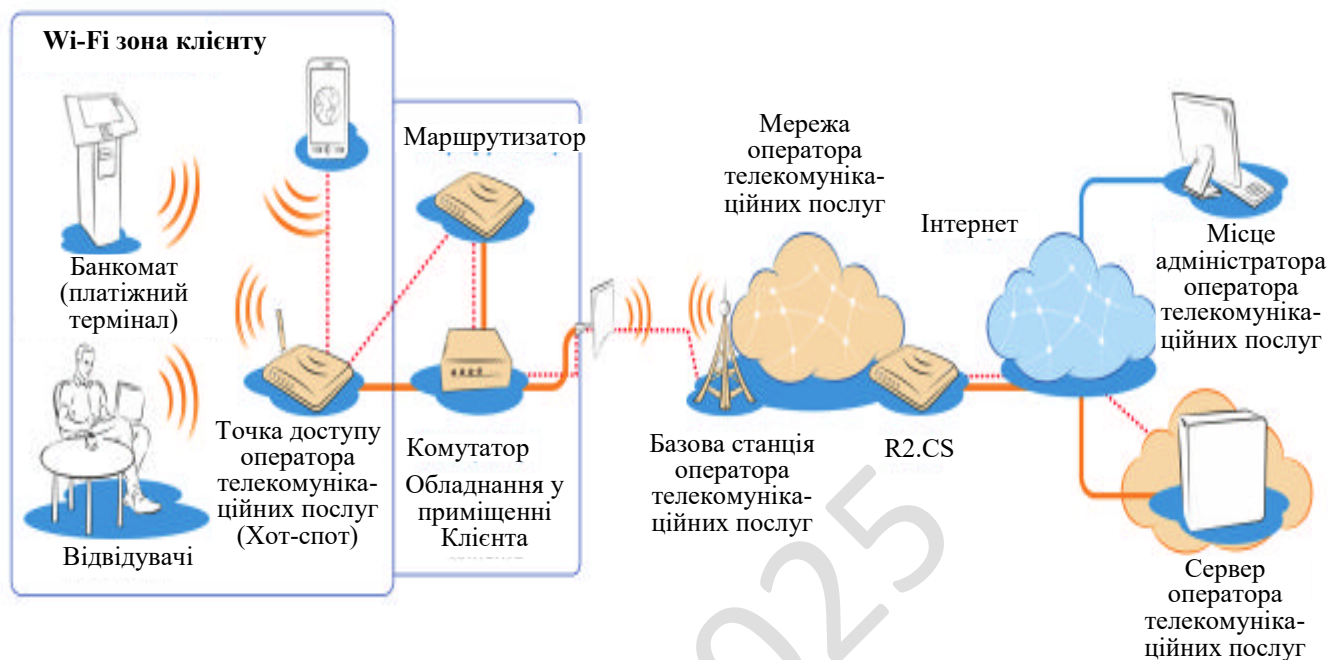 Wi-Fi зона клієнту
Банкомат
(платіжний
термінал)
Відвідувачі
Точка доступу
оператора
телекомуніка-
ційних послуг
(Хот-спот)
Маршрутизатор
Комутатор
Обладнання у
приміщенні
Клієнта
Базова станція
оператора
телекомуніка-
ційних послуг
Мережа
оператора
телекомуніка-
ційних послуг
R2.CS
Інтернет
Місце
адміністратора
оператора
телекомуніка-
ційних послуг
Сервер
оператора
телекомуніка-
ційних послуг
025